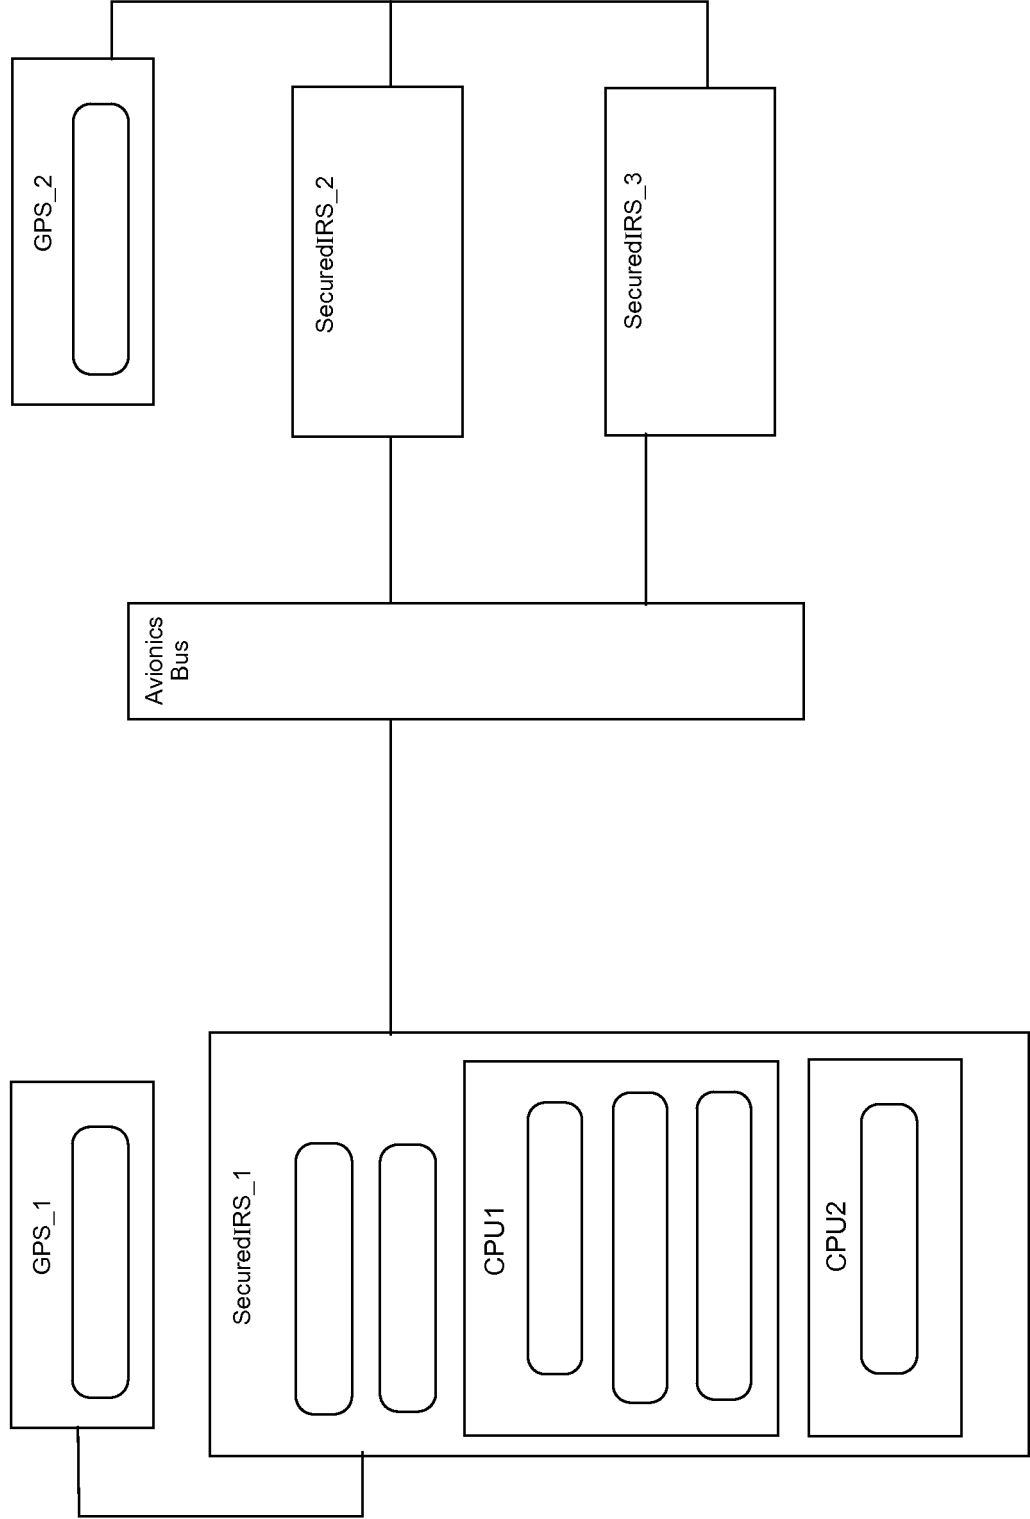 GPS_1
GPS_2
SecuredIRS_1
Avionics
Bus
SecuredIRS_2
SecuredIRS_3
CPU1
CPU2